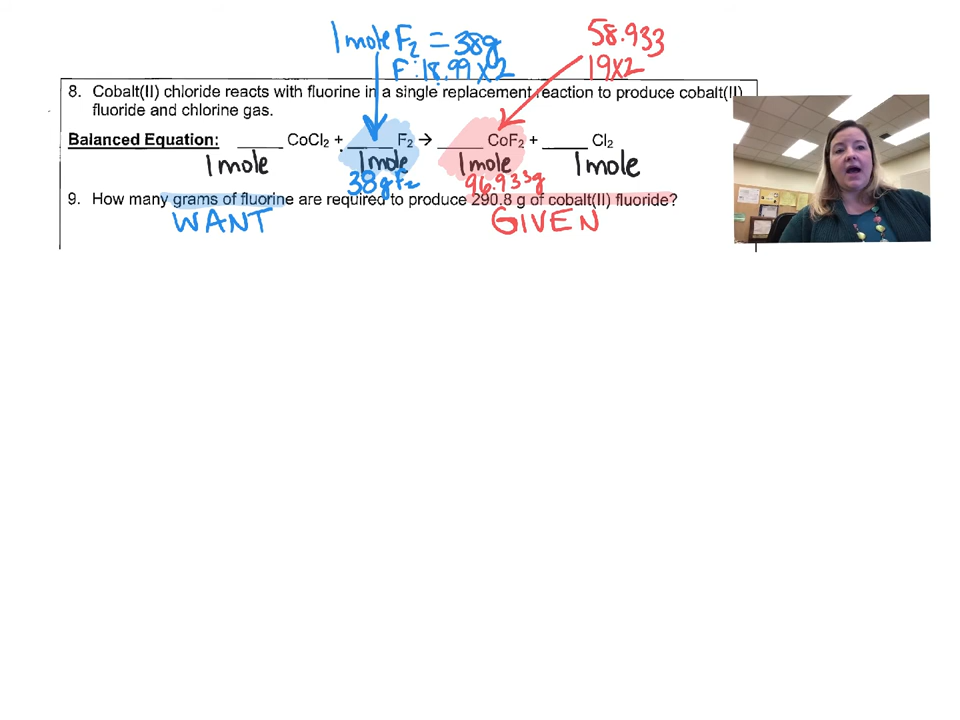 1 mole F₂ = 38g
F: 18.99 x 2
58.933
19x2
8. Cobalt(II) chloride reacts with fluorine in a single replacement reaction to produce cobalt(II)
fluoride and chlorine gas.
Balanced Equation: _____ CoCl₂ + _____ F₂ → _____ CoF₂ + _____ Cl₂
1 mole 1 mole 1 mole 1 mole
38g F₂ 96.933g
9. How many grams of fluorine are required to produce 290.8 g of cobalt(II) fluoride?
WANT GIVEN